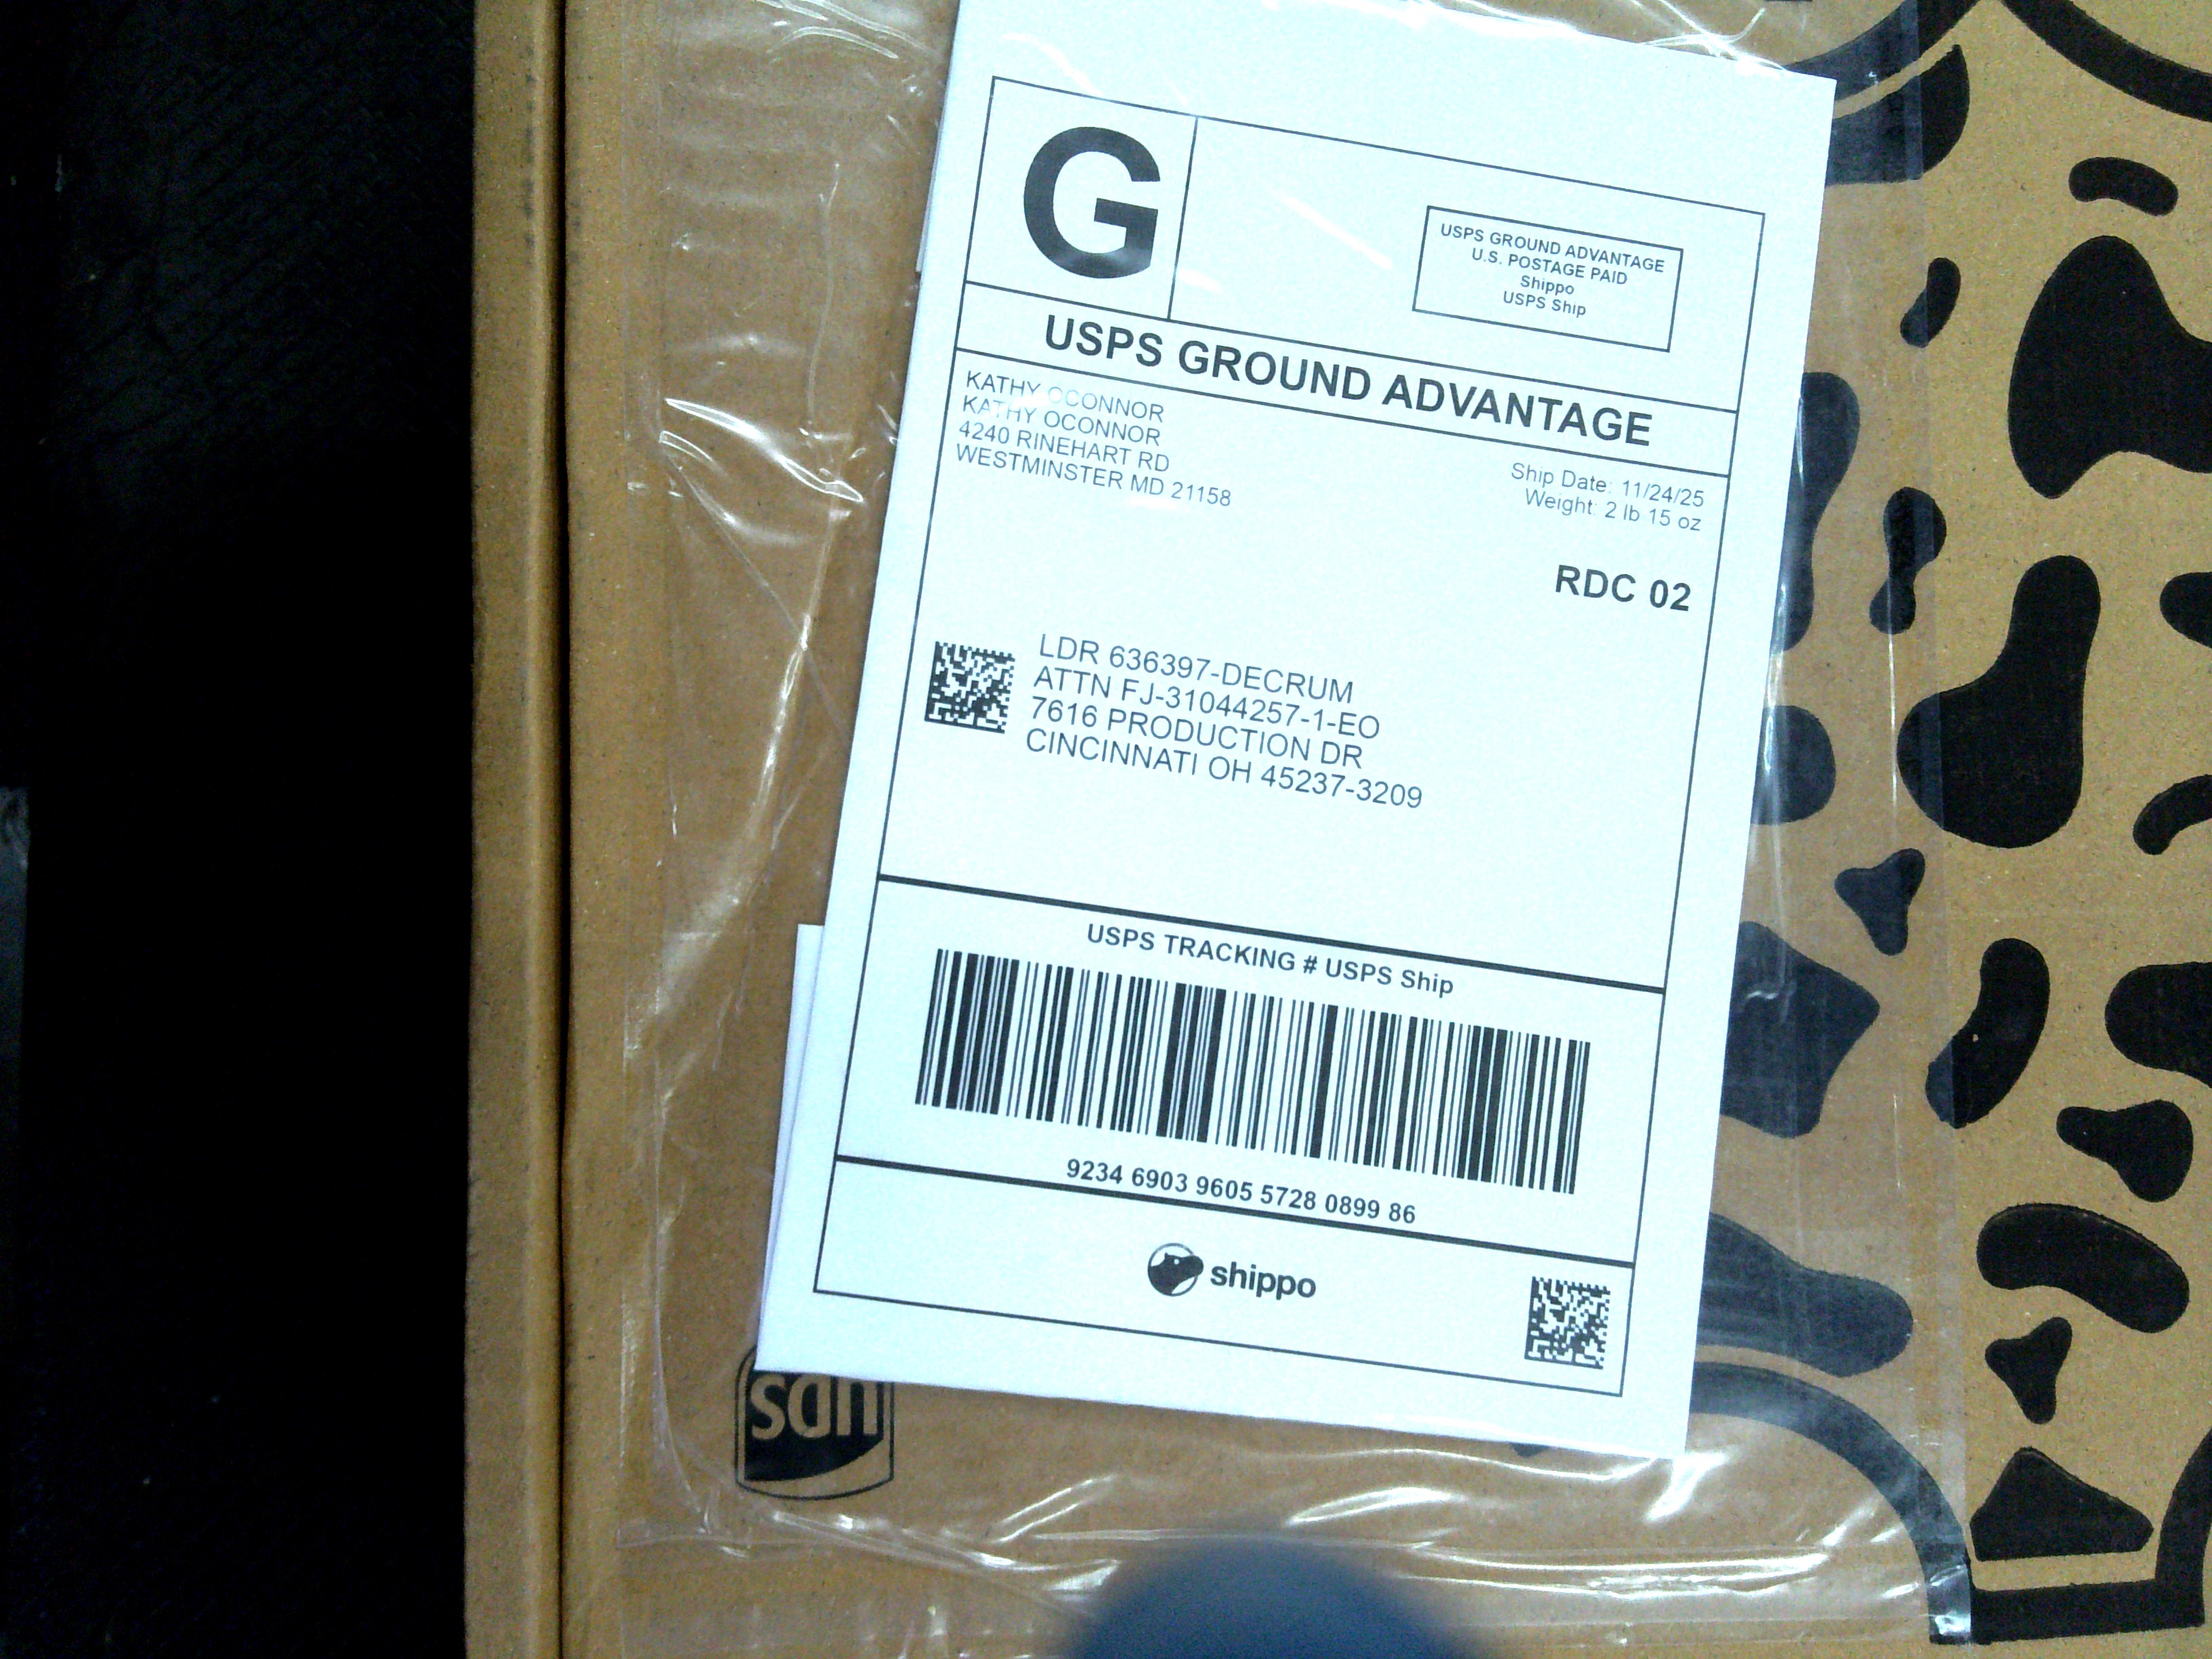 G
USPS GROUND ADVANTAGE
U.S. POSTAGE PAID
Shippo
USPS Ship
USPS GROUND ADVANTAGE
KATHY OCONNOR
KATHY OCONNOR
4240 RINEHART RD
WESTMINSTER MD 21158
Ship Date: 11/24/25
Weight: 2 lb 15 oz
RDC 02
LDR 636397-DECRUM
ATTN FJ-31044257-1-EO
7616 PRODUCTION DR
CINCINNATI OH 45237-3209
USPS TRACKING # USPS Ship
9234 6903 9605 5728 0899 86
shippo
ups